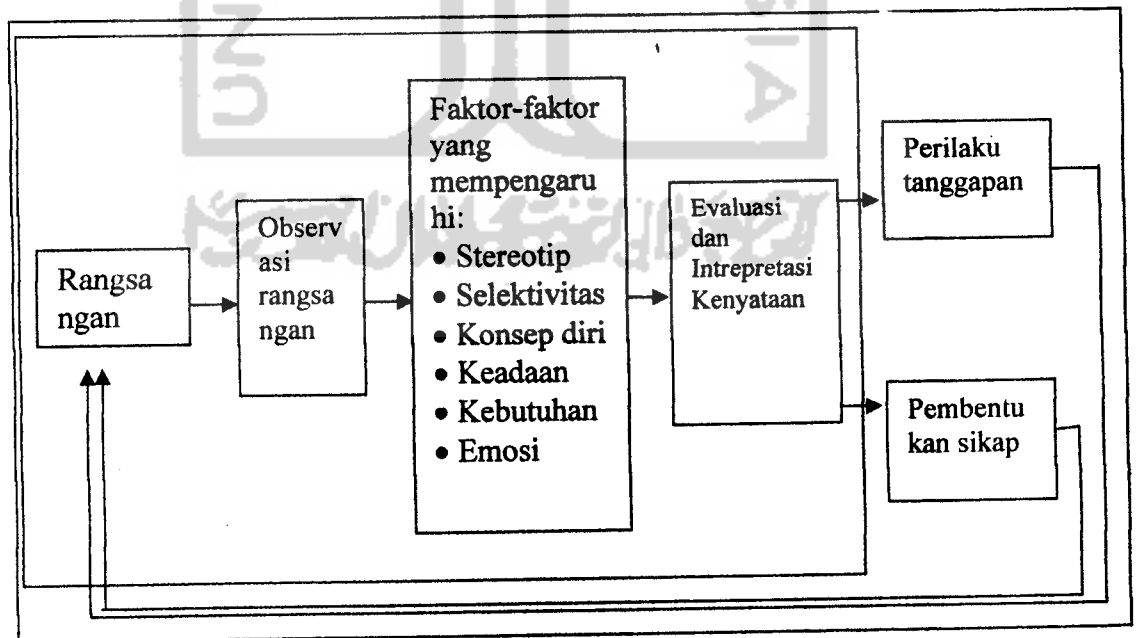 Rangsa
ngan
Observ
asi
rangsa
ngan
Faktor-faktor
yang
mempengaru
hi:
• Stereotip
• Selektivitas
• Konsep diri
• Keadaan
• Kebutuhan
• Emosi
Evaluasi
dan
Intrepretasi
Kenyataan
Perilaku
tanggapan
Pembentu
kan sikap